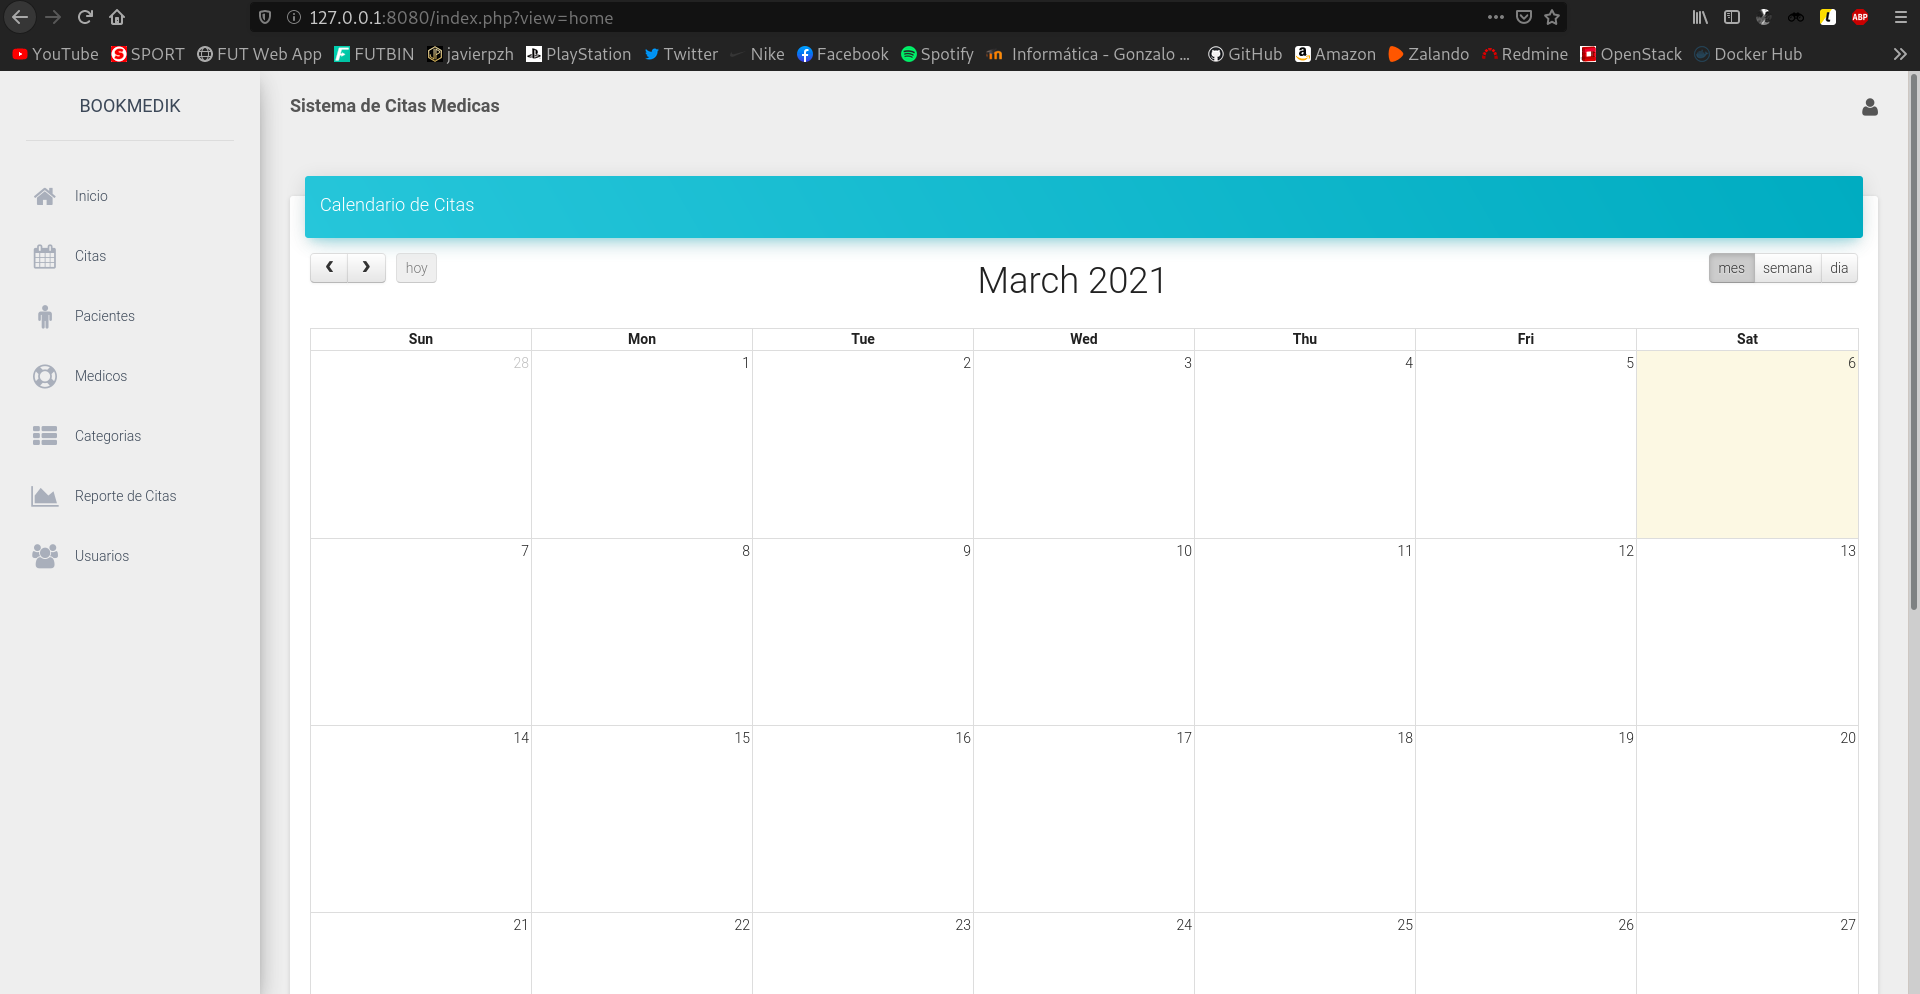 127.0.0.1:8080/index.php?view=home
YouTube SPORT FUT Web App FUTBIN javierpzh PlayStation Twitter Nike Facebook Spotify Informática - Gonzalo ... GitHub Amazon Zalando Redmine OpenStack Docker Hub
BOOKMEDIK
Sistema de Citas Medicas
Inicio
Citas
Pacientes
Medicos
Categorias
Reporte de Citas
Usuarios
Calendario de Citas
hoy
March 2021
mes semana dia
Sun Mon Tue Wed Thu Fri Sat
28 1 2 3 4 5 6
7 8 9 10 11 12 13
14 15 16 17 18 19 20
21 22 23 24 25 26 27
ABP